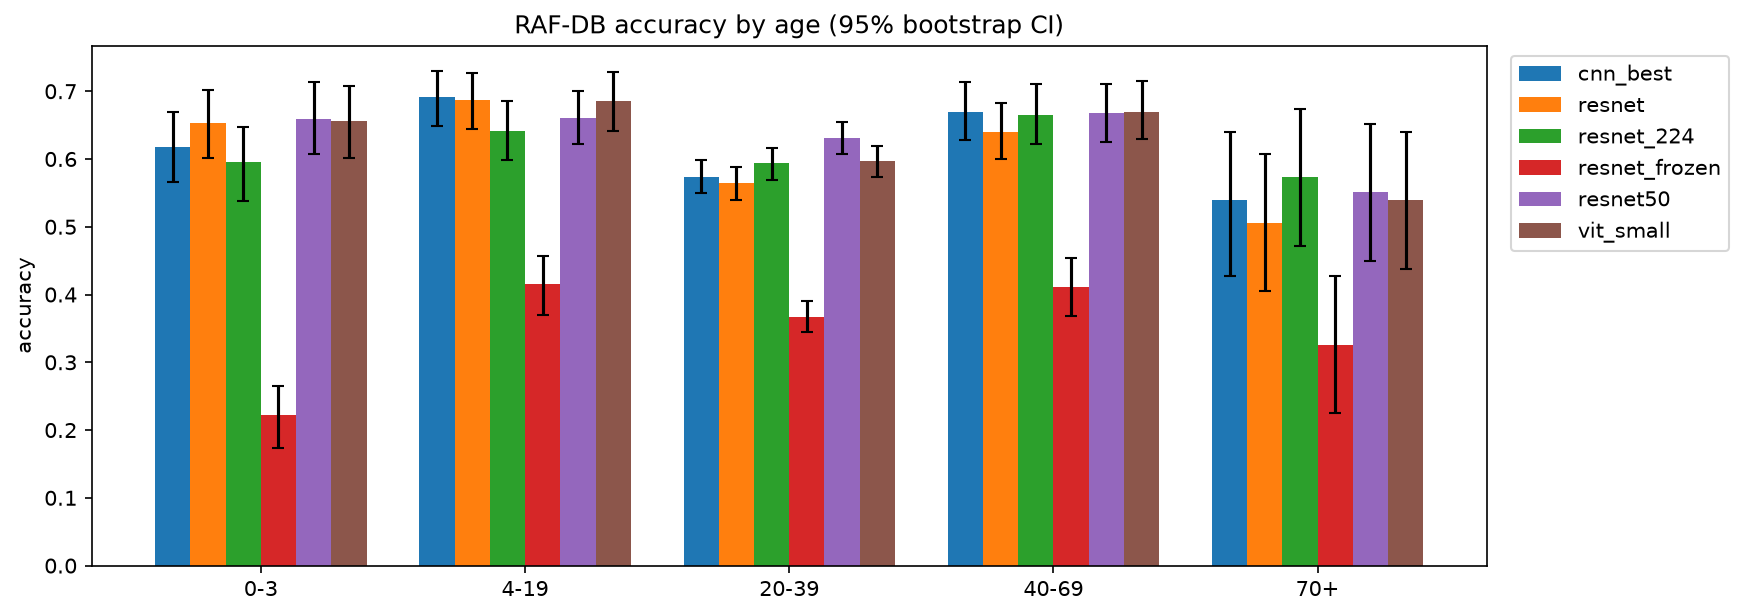 RAF-DB accuracy by age (95% bootstrap CI)
accuracy
0.7
0.6
0.5
0.4
0.3
0.2
0.1
0.0
0-3
4-19
20-39
40-69
70+
cnn_best
resnet
resnet_224
resnet_frozen
resnet50
vit_small